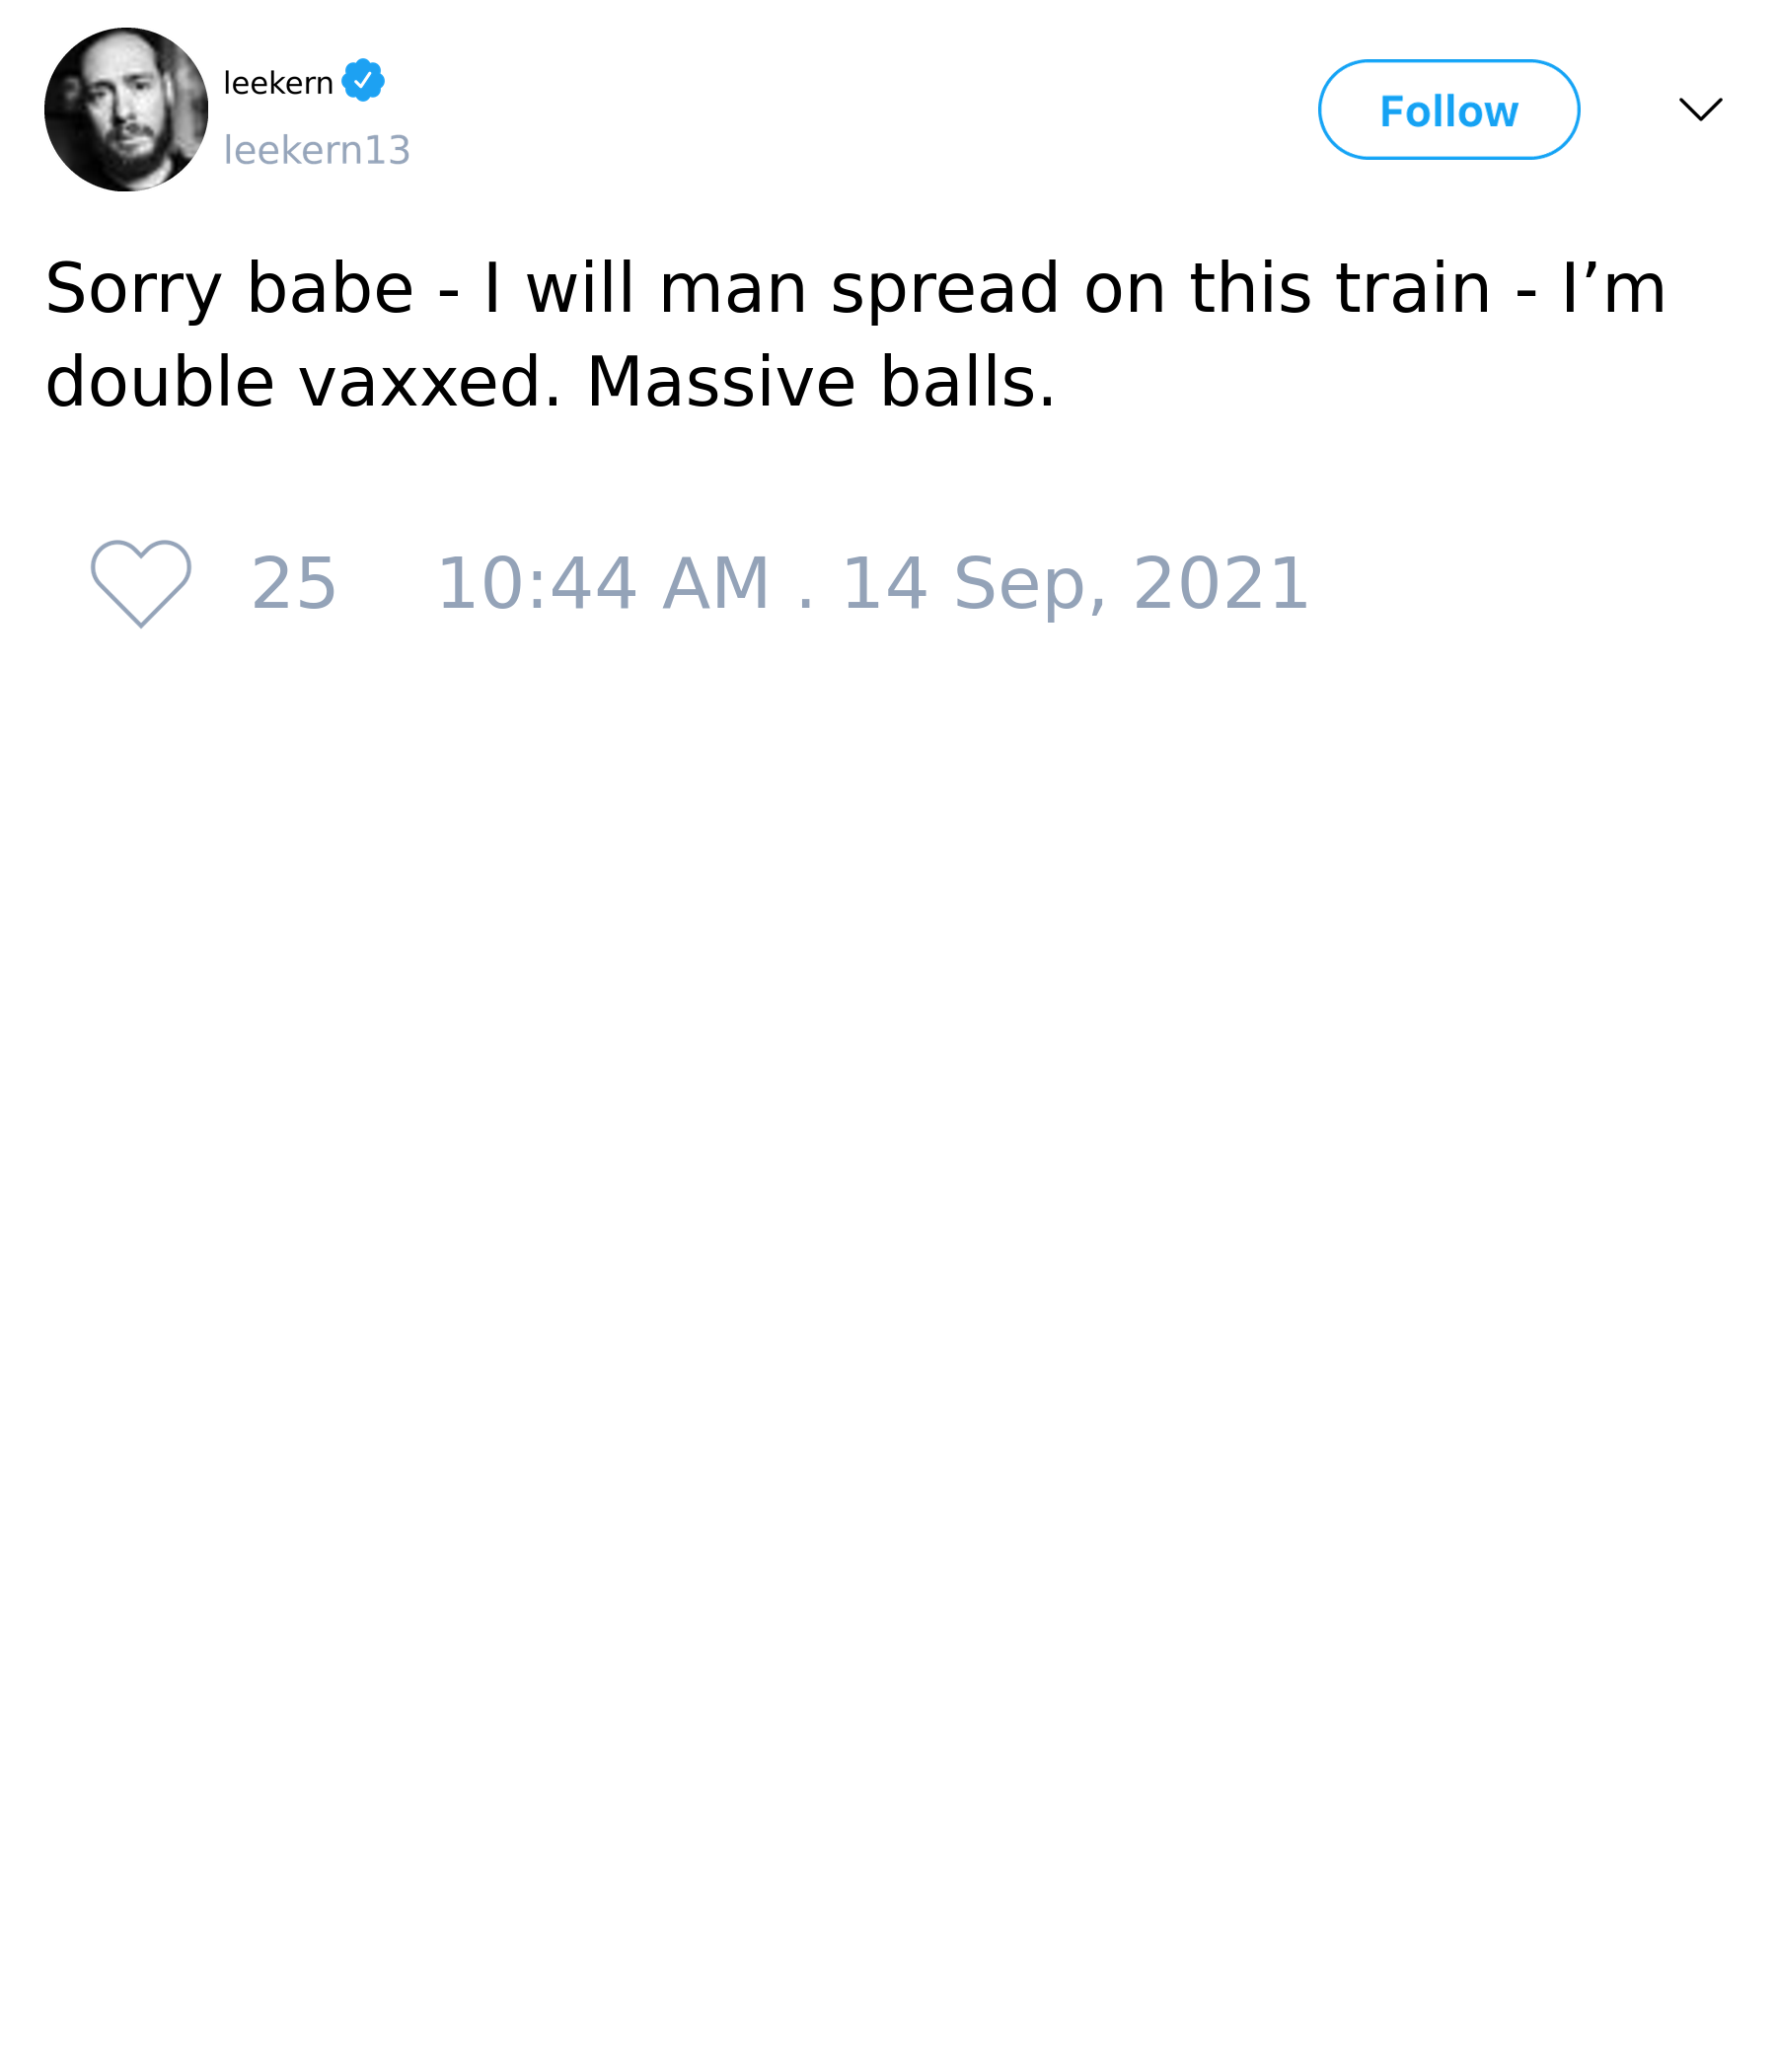 leekern
leekern13
Follow
Sorry babe - I will man spread on this train - I’m
double vaxxed. Massive balls.
25 10:44 AM . 14 Sep, 2021